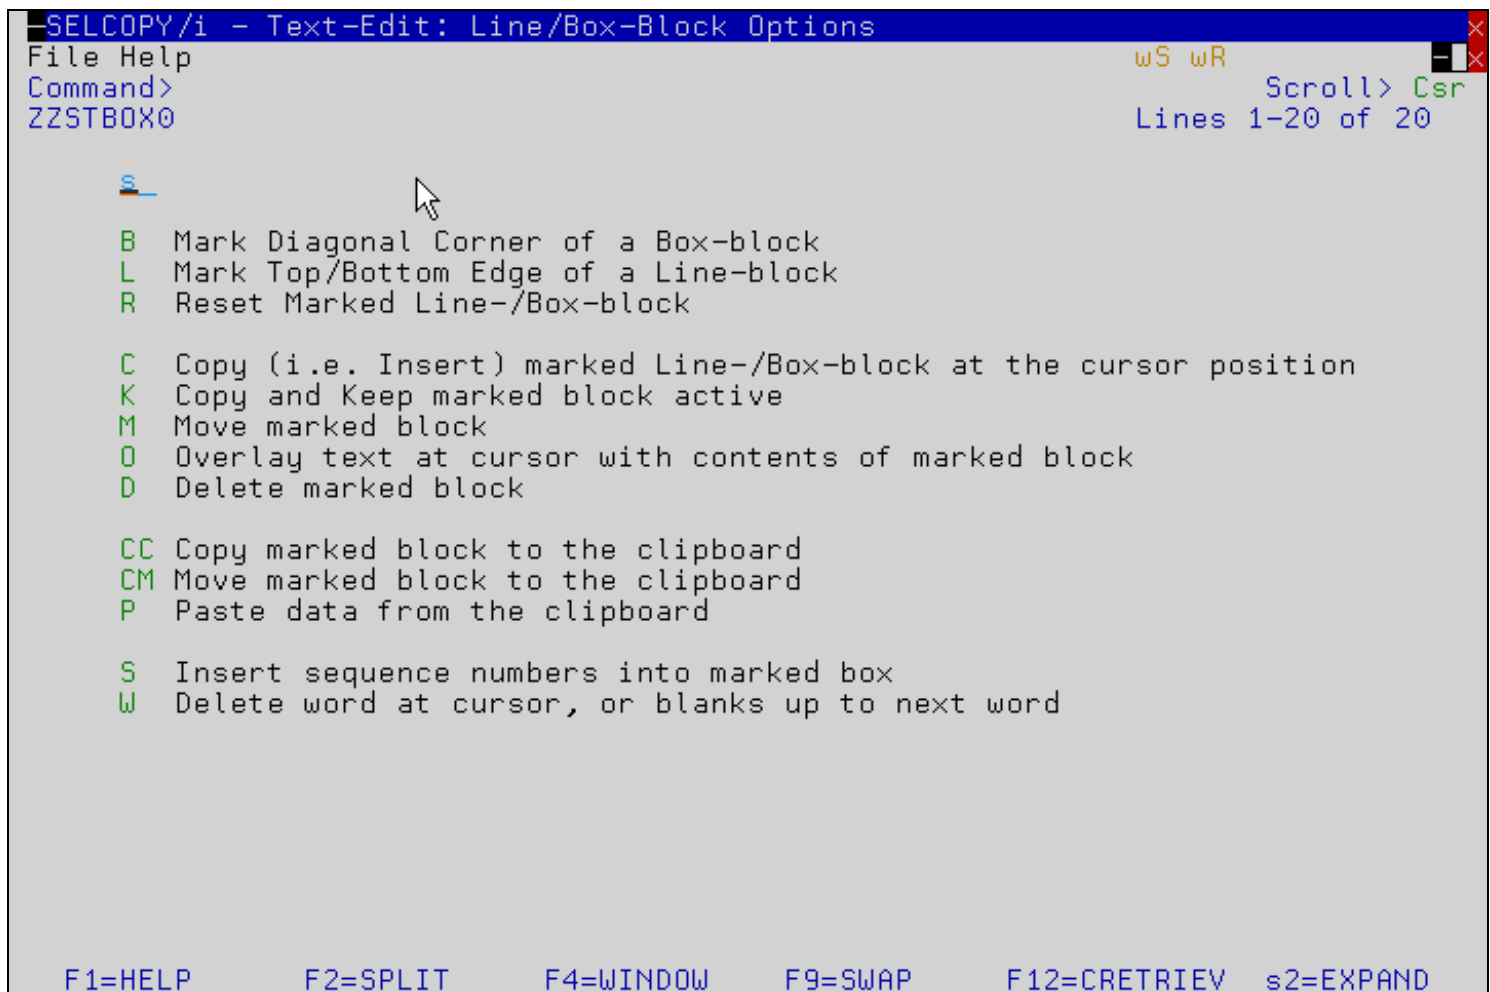 –SELCOPY/i – Text-Edit: Line/Box-Block Options ×
File Help wS wR – ×
Command> Scroll> Csr
ZZSTBOX0 Lines 1-20 of 20
s
B Mark Diagonal Corner of a Box-block
L Mark Top/Bottom Edge of a Line-block
R Reset Marked Line-/Box-block
C Copy (i.e. Insert) marked Line-/Box-block at the cursor position
K Copy and Keep marked block active
M Move marked block
O Overlay text at cursor with contents of marked block
D Delete marked block
CC Copy marked block to the clipboard
CM Move marked block to the clipboard
P Paste data from the clipboard
S Insert sequence numbers into marked box
W Delete word at cursor, or blanks up to next word
F1=HELP F2=SPLIT F4=WINDOW F9=SWAP F12=CRETRIEV s2=EXPAND